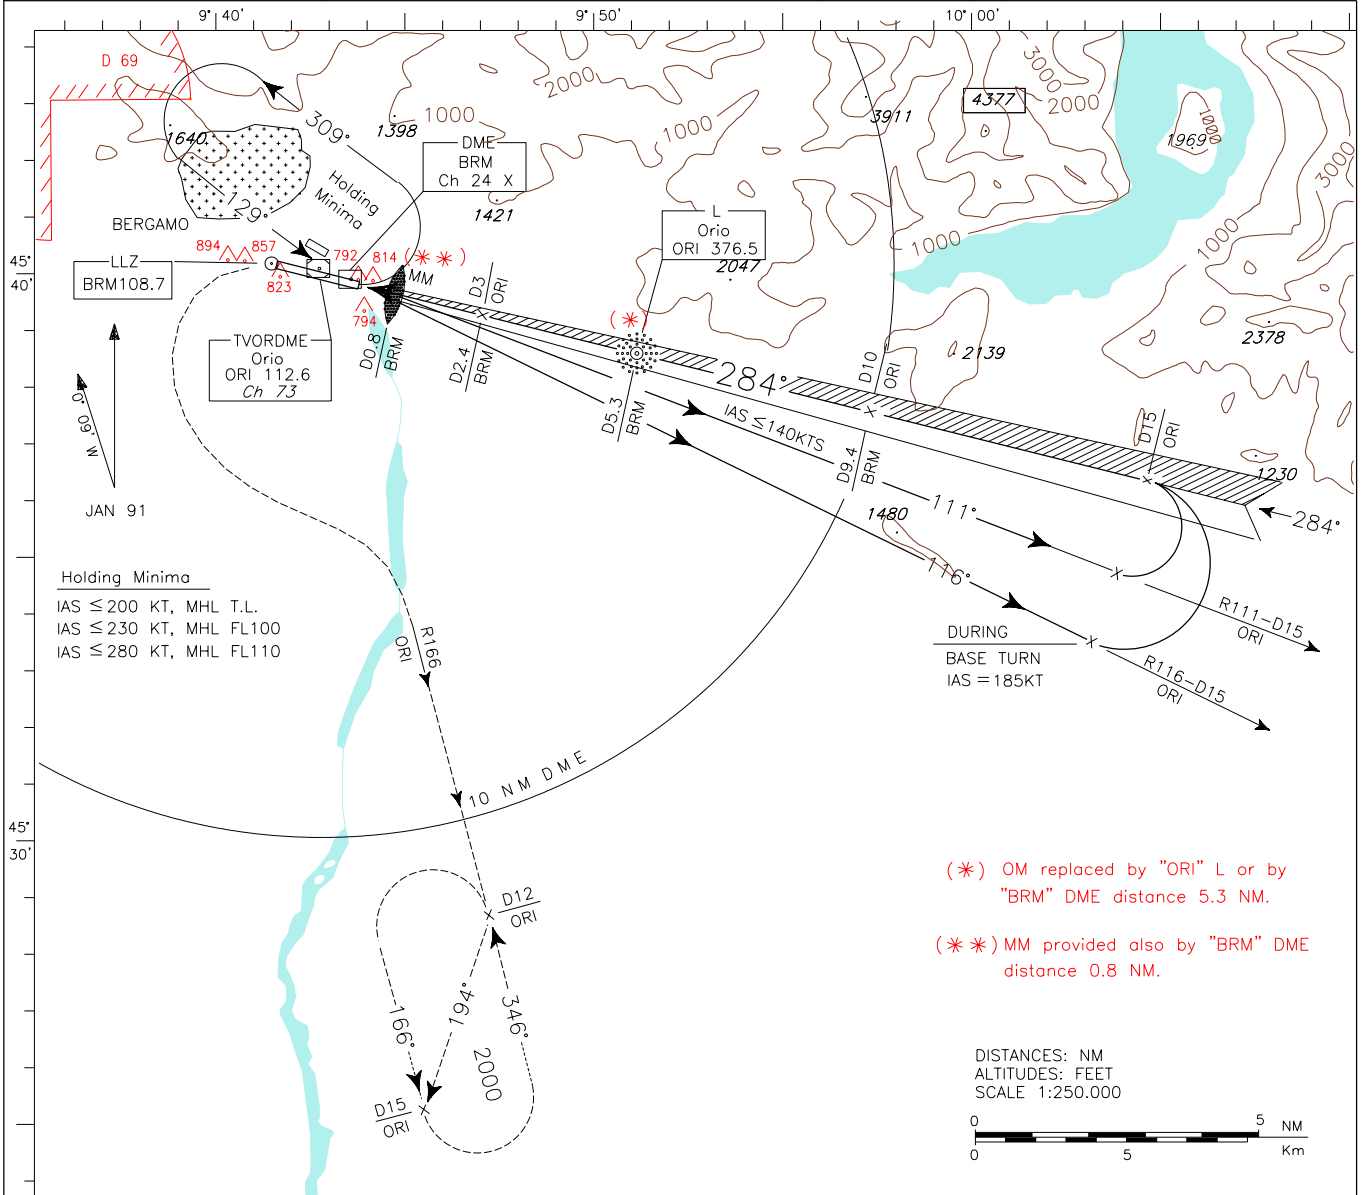 9° 40'
9° 50'
10° 00'
D 69
1000
2000
1000
3911
4377
3000
2000
1969
1000
3000
1640
1398
309°
DME
BRM
Ch 24 X
129°
Holding
Minima
1421
L
Orio
ORI 376.5
2047
1000
1000
BERGAMO
894
857
792
814
(**)
MM
LLZ
BRM108.7
823
794
45°
40'
TVORDME
Orio
ORI 112.6
Ch 73
D0.8
BRM
D3
ORI
D2.4
BRM
(*)
D5.3
BRM
284°
IAS ≤140KTS
D10
ORI
D9.4
BRM
2139
2378
D15
ORI
1230
284°
0° 60' W
JAN 91
1480
111°
116°
Holding Minima
IAS ≤200 KT, MHL T.L.
IAS ≤230 KT, MHL FL100
IAS ≤280 KT, MHL FL110
R166
ORI
DURING
BASE TURN
IAS =185KT
R111-D15
ORI
R116-D15
ORI
10 NM DME
45°
30'
D12
ORI
166°
194°
346°
2000
D15
ORI
(*) OM replaced by "ORI" L or by
"BRM" DME distance 5.3 NM.
(**) MM provided also by "BRM" DME
distance 0.8 NM.
DISTANCES: NM
ALTITUDES: FEET
SCALE 1:250.000
0 5 NM
0 5 Km